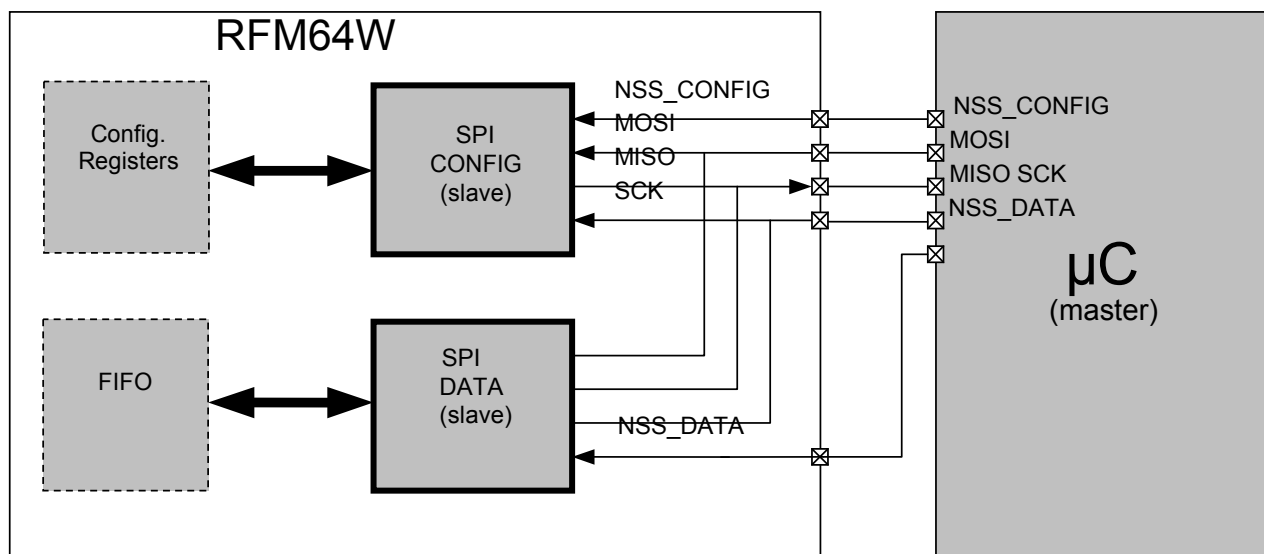 RFM64W
Config.
Registers
SPI
CONFIG
(slave)
NSS_CONFIG
MOSI
MISO
SCK
NSS_CONFIG
MOSI
MISO SCK
NSS_DATA
µC
(master)
FIFO
SPI
DATA
(slave)
NSS_DATA